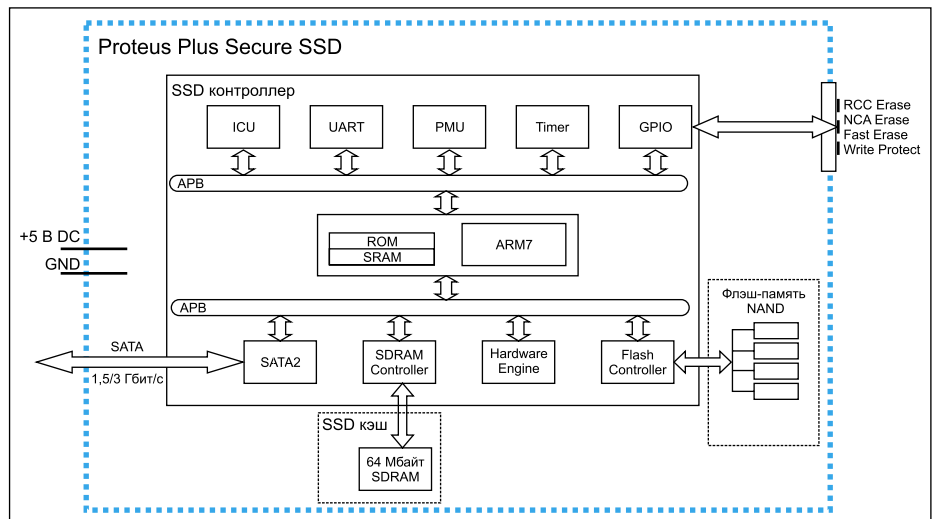 Proteus Plus Secure SSD
SSD контроллер
ICU
UART
PMU
Timer
GPIO
RCC Erase
NCA Erase
Fast Erase
Write Protect
APB
ROM
SRAM
ARM7
+5 В DC
GND
APB
Флэш-память
NAND
SATA
1,5/3 Гбит/с
SATA2
SDRAM
Controller
Hardware
Engine
Flash
Controller
SSD кэш
64 Мбайт
SDRAM